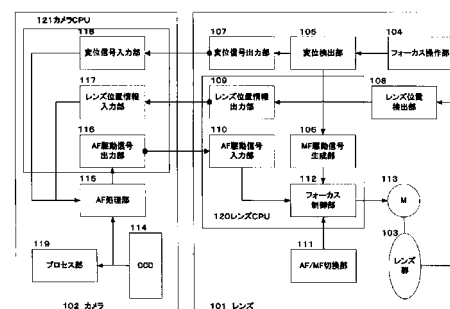 121カメラCPU
118
変位信号入力部
107
変位信号出力部
105
変位検出部
104
フォーカス操作部
117
レンズ位置情報
入力部
109
レンズ位置情報
出力部
108
レンズ位置
検出部
116
AF駆動信号
出力部
110
AF駆動信号
入力部
106
MF駆動信号
生成部
115
AF処理部
112
フォーカス
制御部
113
M
120レンズCPU
119
プロセス部
114
CCD
111
AF/MF切換部
103
レンズ
群
102 カメラ
101 レンズ